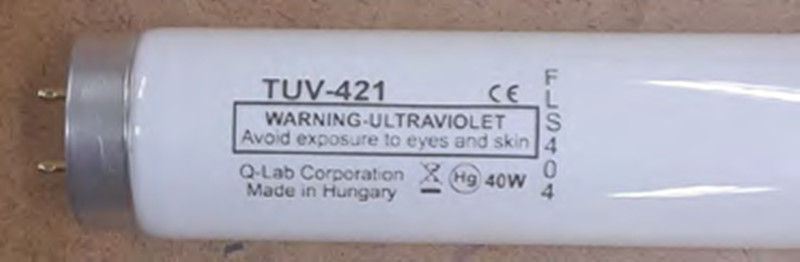 TUV-421 CE
WARNING-ULTRAVIOLET
Avoid exposure to eyes and skin
Q-Lab Corporation
Made in Hungary
Hg 40W
FLS404